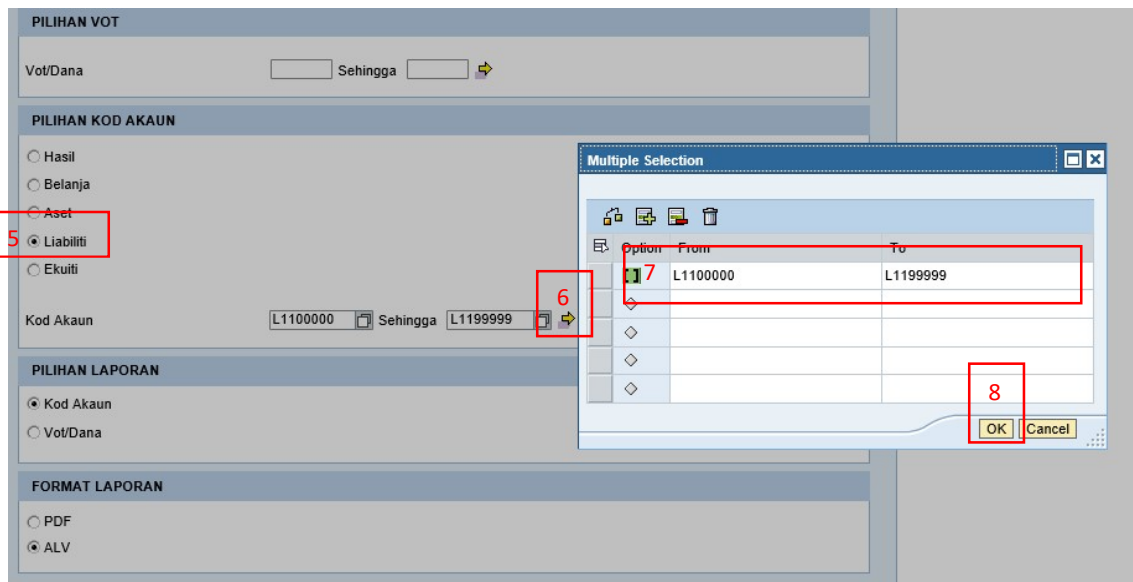 PILIHAN VOT
Vot/Dana Sehingga
PILIHAN KOD AKAUN
Hasil
Belanja
Aset
5 Liabiliti
Ekuiti
6
Kod Akaun L1100000 Sehingga L1199999
PILIHAN LAPORAN
Kod Akaun
Vot/Dana
FORMAT LAPORAN
PDF
ALV
Multiple Selection
Option From To
7 L1100000 L1199999
8
OK Cancel